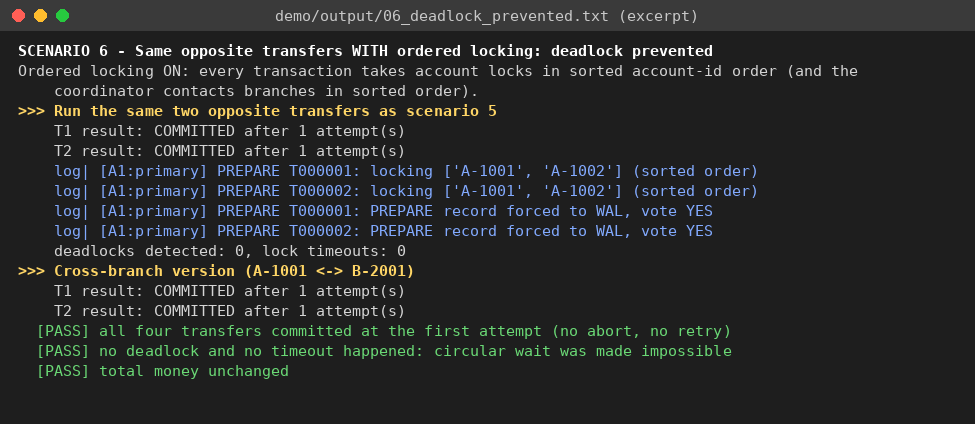 demo/output/06_deadlock_prevented.txt (excerpt)
SCENARIO 6 - Same opposite transfers WITH ordered locking: deadlock prevented
Ordered locking ON: every transaction takes account locks in sorted account-id order (and the
coordinator contacts branches in sorted order).
>>> Run the same two opposite transfers as scenario 5
T1 result: COMMITTED after 1 attempt(s)
T2 result: COMMITTED after 1 attempt(s)
log| [A1:primary] PREPARE T000001: locking ['A-1001', 'A-1002'] (sorted order)
log| [A1:primary] PREPARE T000002: locking ['A-1001', 'A-1002'] (sorted order)
log| [A1:primary] PREPARE T000001: PREPARE record forced to WAL, vote YES
log| [A1:primary] PREPARE T000002: PREPARE record forced to WAL, vote YES
deadlocks detected: 0, lock timeouts: 0
>>> Cross-branch version (A-1001 <-> B-2001)
T1 result: COMMITTED after 1 attempt(s)
T2 result: COMMITTED after 1 attempt(s)
[PASS] all four transfers committed at the first attempt (no abort, no retry)
[PASS] no deadlock and no timeout happened: circular wait was made impossible
[PASS] total money unchanged